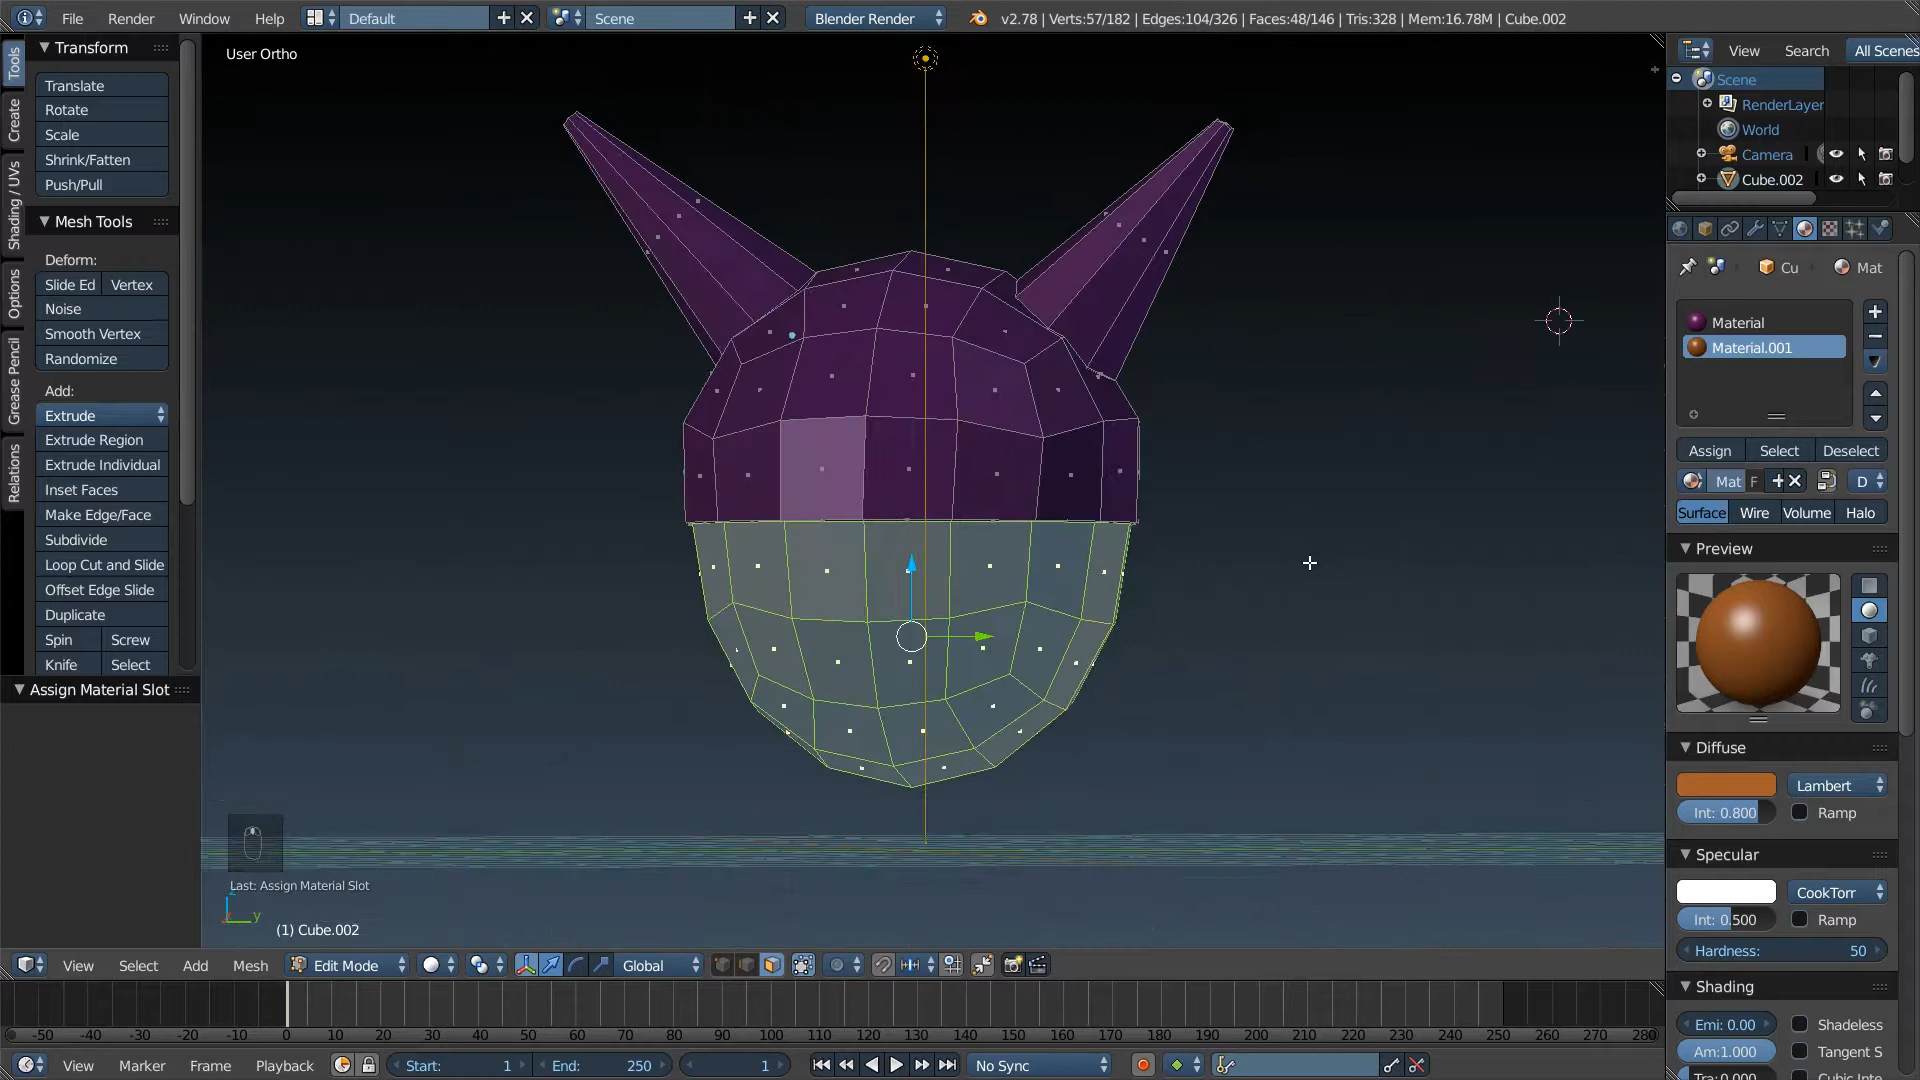 File Render Window Help Default Scene Blender Render v2.78 | Verts:57/182 | Edges:104/326 | Faces:48/146 | Tris:328 | Mem:16.78M | Cube.002
Tools
Create
Shading / UVs
Options
Grease Pencil
Relations
Transform
Translate
Rotate
Scale
Shrink/Fatten
Push/Pull
Mesh Tools
Deform:
Slide Ed Vertex
Noise
Smooth Vertex
Randomize
Add:
Extrude
Extrude Region
Extrude Individual
Inset Faces
Make Edge/Face
Subdivide
Loop Cut and Slide
Offset Edge Slide
Duplicate
Spin Screw
Knife Select
Assign Material Slot
User Ortho
Last: Assign Material Slot
z
x y
(1) Cube.002
View Search All Scenes
Scene
RenderLayer
World
Camera
Cube.002
Cu Mat
Material
Material.001
Assign Select Deselect
Mat F D
Surface Wire Volume Halo
Preview
Diffuse
Lambert
Int: 0.800 Ramp
Specular
CookTorr
Int: 0.500 Ramp
Hardness: 50
Shading
Emi: 0.00 Shadeless
Am:1.000 Tangent S
Tra:0.000 Cubic Inte
View Select Add Mesh Edit Mode Global
-50 -40 -30 -20 -10 0 10 20 30 40 50 60 70 80 90 100 110 120 130 140 150 160 170 180 190 200 210 220 230 240 250 260 270 280
View Marker Frame Playback Start: 1 End: 250 1 No Sync